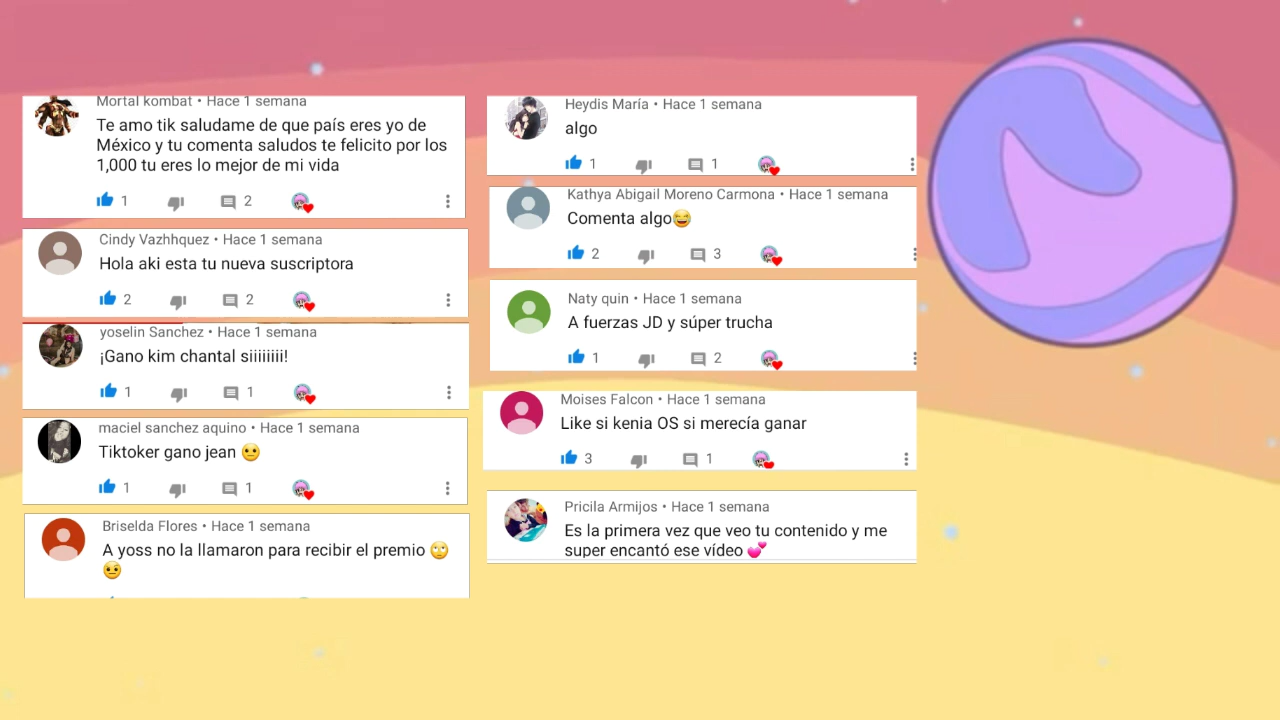 Mortal kombat • Hace 1 semana
Te amo tik saludame de que país eres yo de
México y tu comenta saludos te felicito por los
1,000 tu eres lo mejor de mi vida
1 2
Cindy Vazhhquez • Hace 1 semana
Hola aki esta tu nueva suscriptora
2 2
yoselin Sanchez • Hace 1 semana
¡Gano kim chantal siiiiiiii!
1 1
maciel sanchez aquino • Hace 1 semana
Tiktoker gano jean 😐
1 1
Briselda Flores • Hace 1 semana
A yoss no la llamaron para recibir el premio 🙄
😐
Heydis María • Hace 1 semana
algo
1 1
Kathya Abigail Moreno Carmona • Hace 1 semana
Comenta algo😂
2 3
Naty quin • Hace 1 semana
A fuerzas JD y súper trucha
1 2
Moises Falcon • Hace 1 semana
Like si kenia OS si merecía ganar
3 1
Pricila Armijos • Hace 1 semana
Es la primera vez que veo tu contenido y me
super encantó ese vídeo 💕